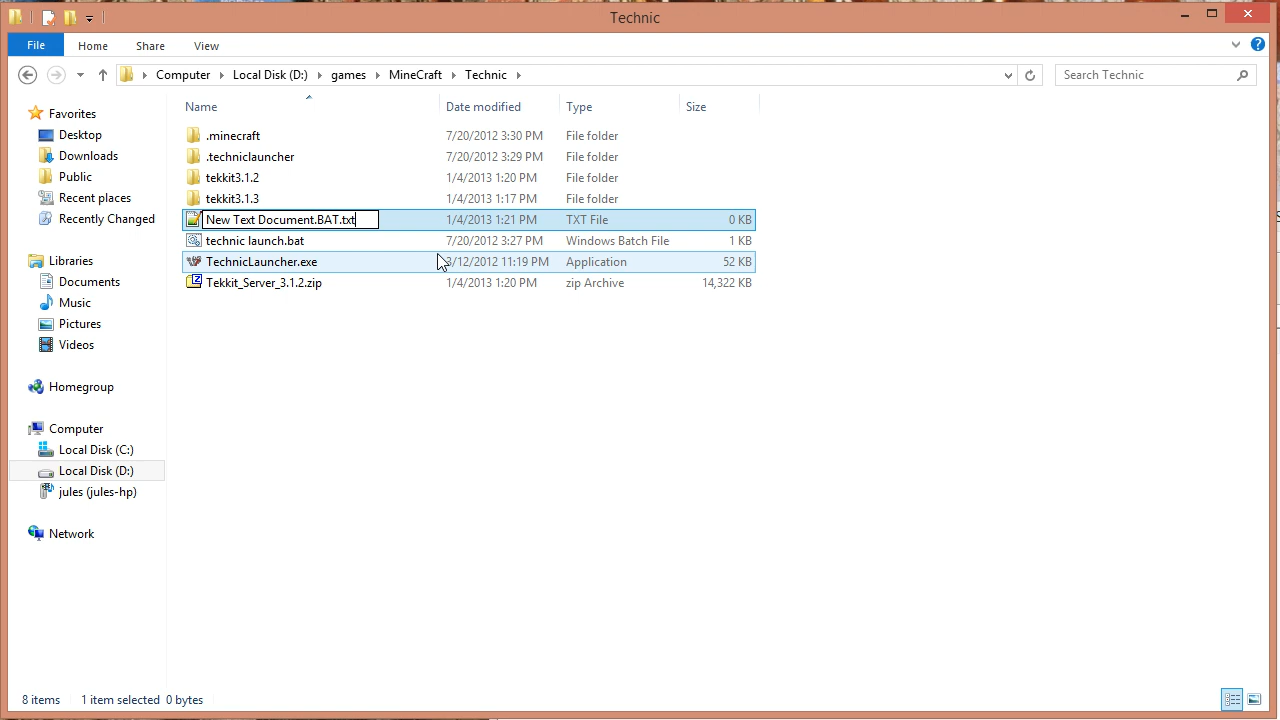 Technic
File Home Share View
Computer Local Disk (D:) games MineCraft Technic Search Technic
Name Date modified Type Size
Favorites
Desktop
Downloads
Public
Recent places
Recently Changed
Libraries
Documents
Music
Pictures
Videos
Homegroup
Computer
Local Disk (C:)
Local Disk (D:)
jules (jules-hp)
Network
.minecraft 7/20/2012 3:30 PM File folder
.techniclauncher 7/20/2012 3:29 PM File folder
tekkit3.1.2 1/4/2013 1:20 PM File folder
tekkit3.1.3 1/4/2013 1:17 PM File folder
New Text Document.BAT.txt 1/4/2013 1:21 PM TXT File 0 KB
technic launch.bat 7/20/2012 3:27 PM Windows Batch File 1 KB
TechnicLauncher.exe 3/12/2012 11:19 PM Application 52 KB
Tekkit_Server_3.1.2.zip 1/4/2013 1:20 PM zip Archive 14,322 KB
8 items 1 item selected 0 bytes